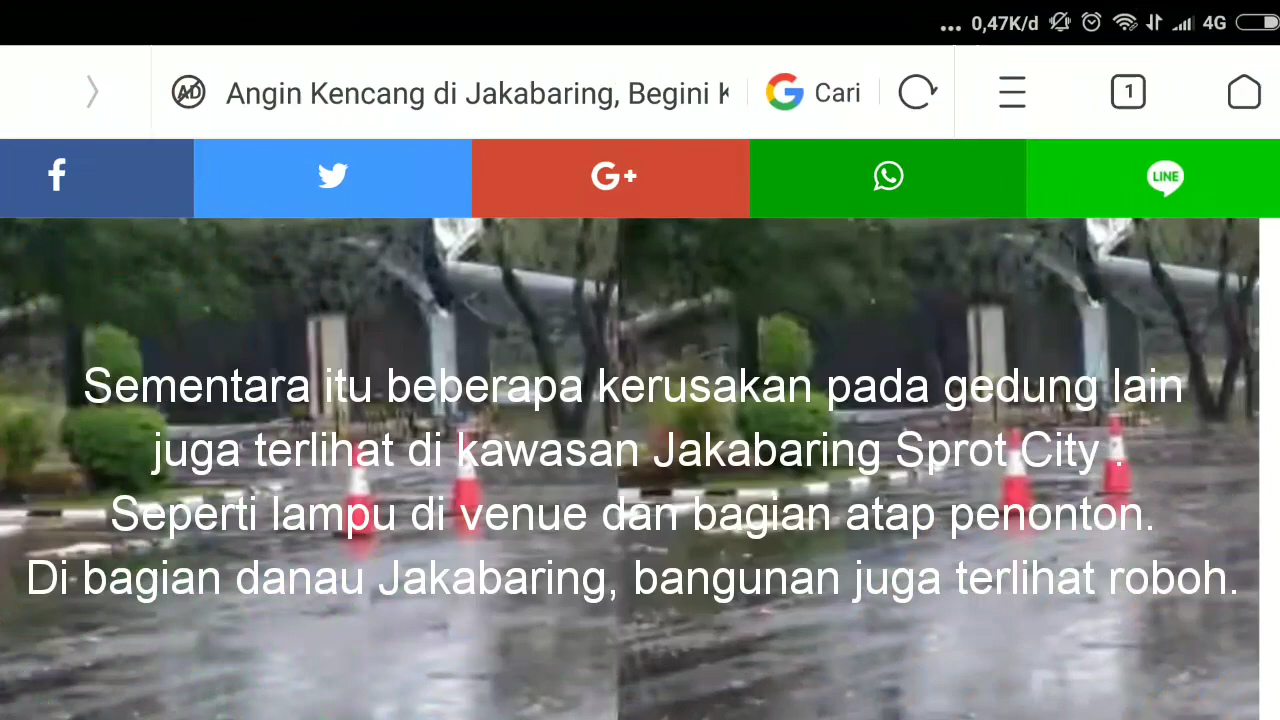 ... 0,47K/d 4G
AD Angin Kencang di Jakabaring, Begini Cari 1
f G+ LINE
Sementara itu beberapa kerusakan pada gedung lain
juga terlihat di kawasan Jakabaring Sprot City .
Seperti lampu di venue dan bagian atap penonton.
Di bagian danau Jakabaring, bangunan juga terlihat roboh.